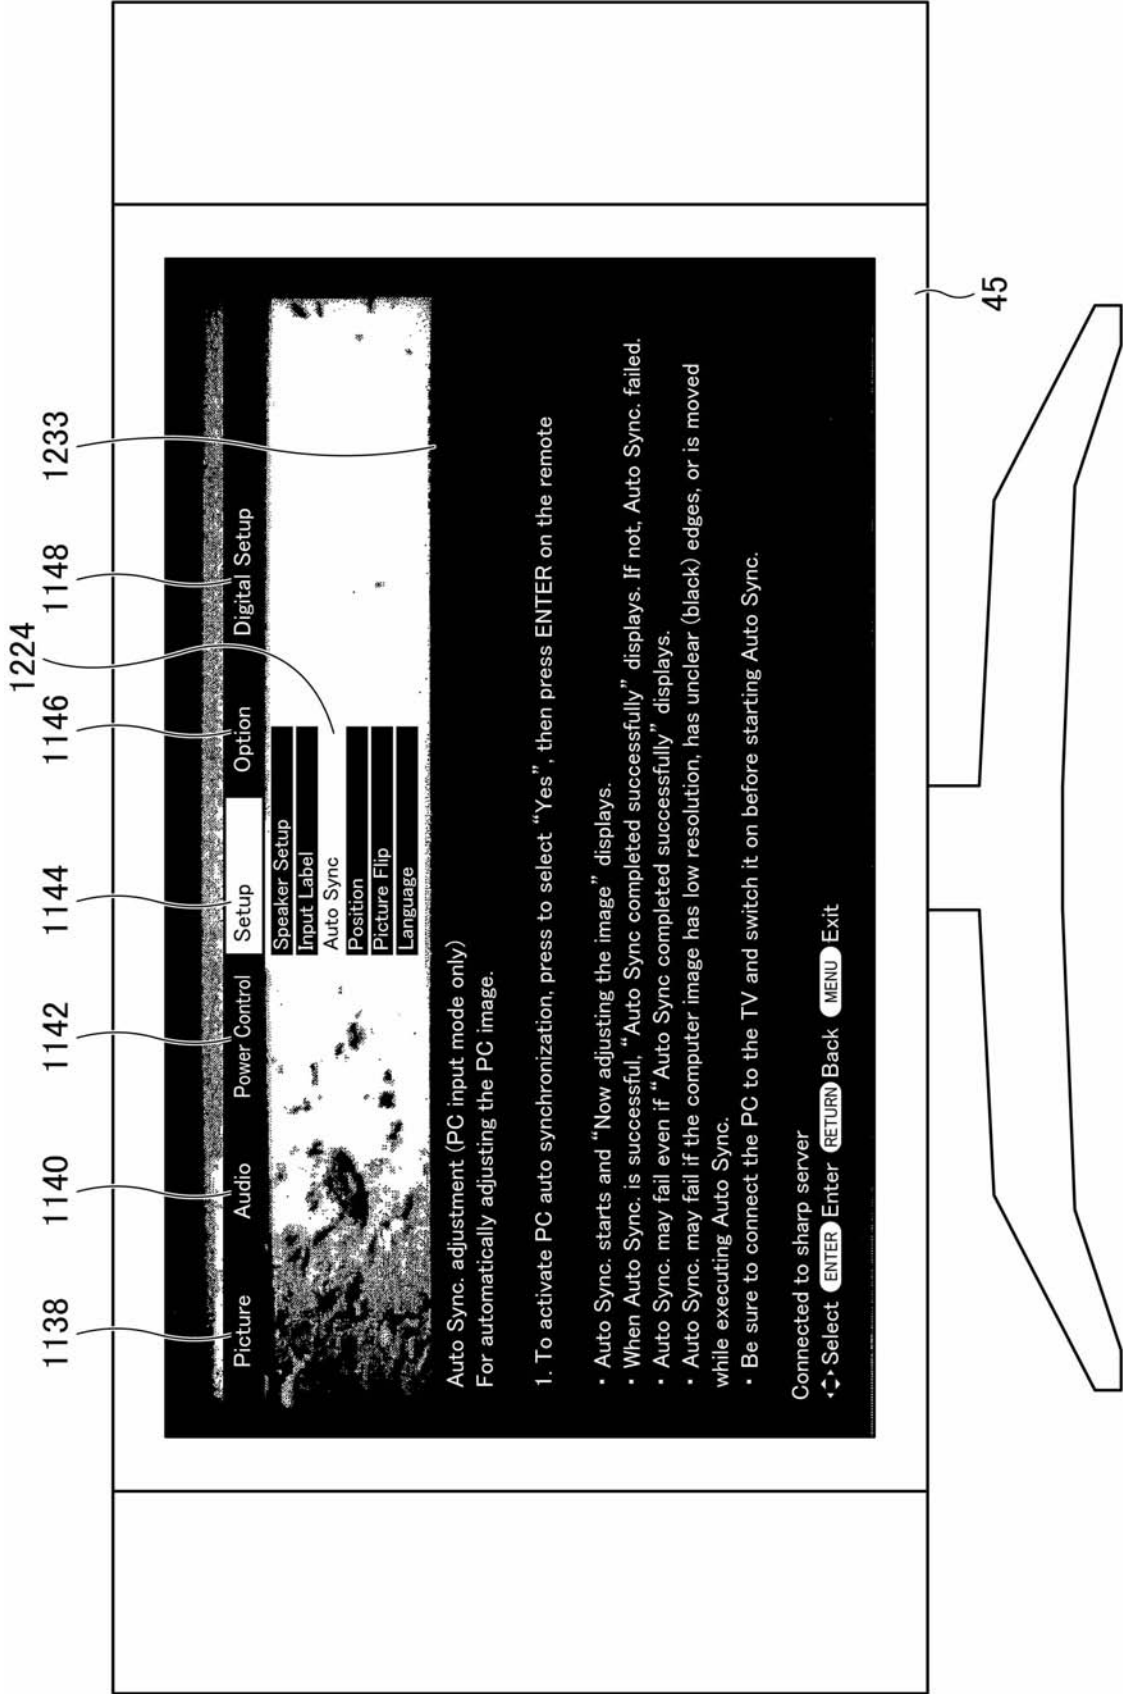 1224
1138 1140 1142 1144 1146 1148 1233
Picture Audio Power Control Setup Option Digital Setup
Speaker Setup
Input Label
Auto Sync
Position
Picture Flip
Language
Auto Sync. adjustment (PC input mode only)
For automatically adjusting the PC image.
1. To activate PC auto synchronization, press to select “Yes”, then press ENTER on the remote
・Auto Sync. starts and “Now adjusting the image” displays.
・When Auto Sync. is successful, “Auto Sync completed successfully” displays. If not, Auto Sync. failed.
・Auto Sync. may fail even if “Auto Sync completed successfully” displays.
・Auto Sync. may fail if the computer image has low resolution, has unclear (black) edges, or is moved
while executing Auto Sync.
・Be sure to connect the PC to the TV and switch it on before starting Auto Sync.
Connected to sharp server
Select ENTER Enter RETURN Back MENU Exit
45